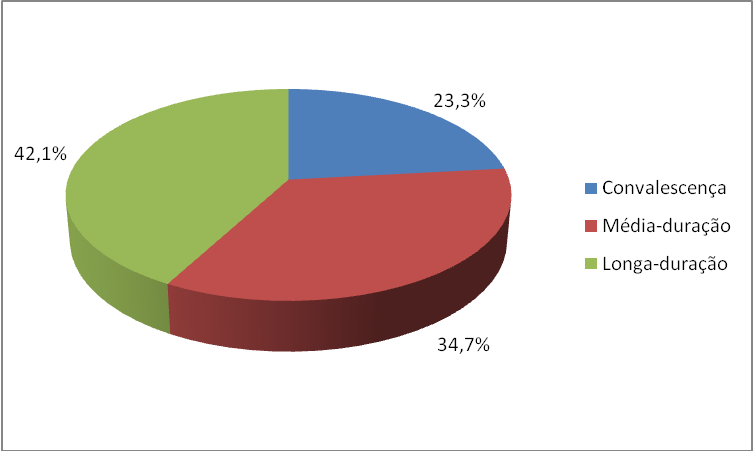 23,3%
42,1%
34,7%
Convalescença
Média-duração
Longa-duração